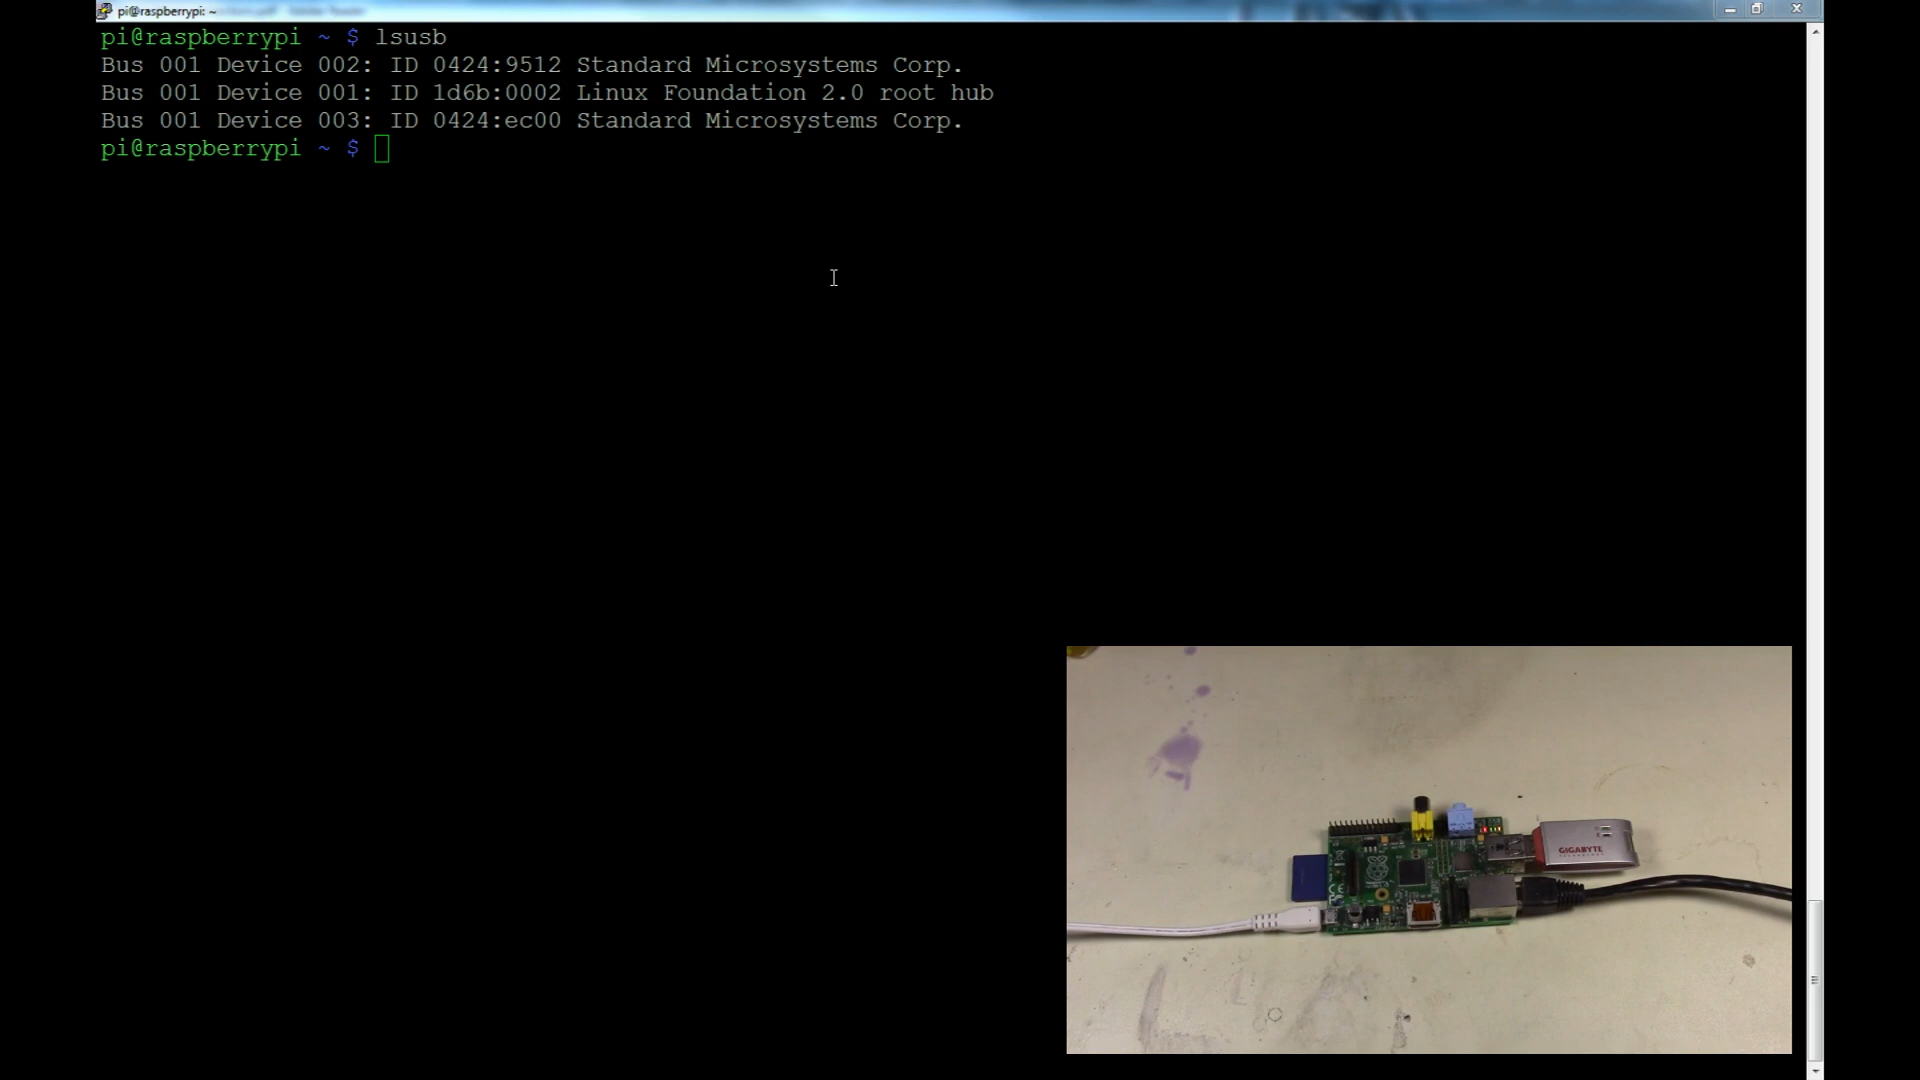 pi@raspberrypi: ~
pi@raspberrypi ~ $ lsusb
Bus 001 Device 002: ID 0424:9512 Standard Microsystems Corp.
Bus 001 Device 001: ID 1d6b:0002 Linux Foundation 2.0 root hub
Bus 001 Device 003: ID 0424:ec00 Standard Microsystems Corp.
pi@raspberrypi ~ $
GIGABYTE